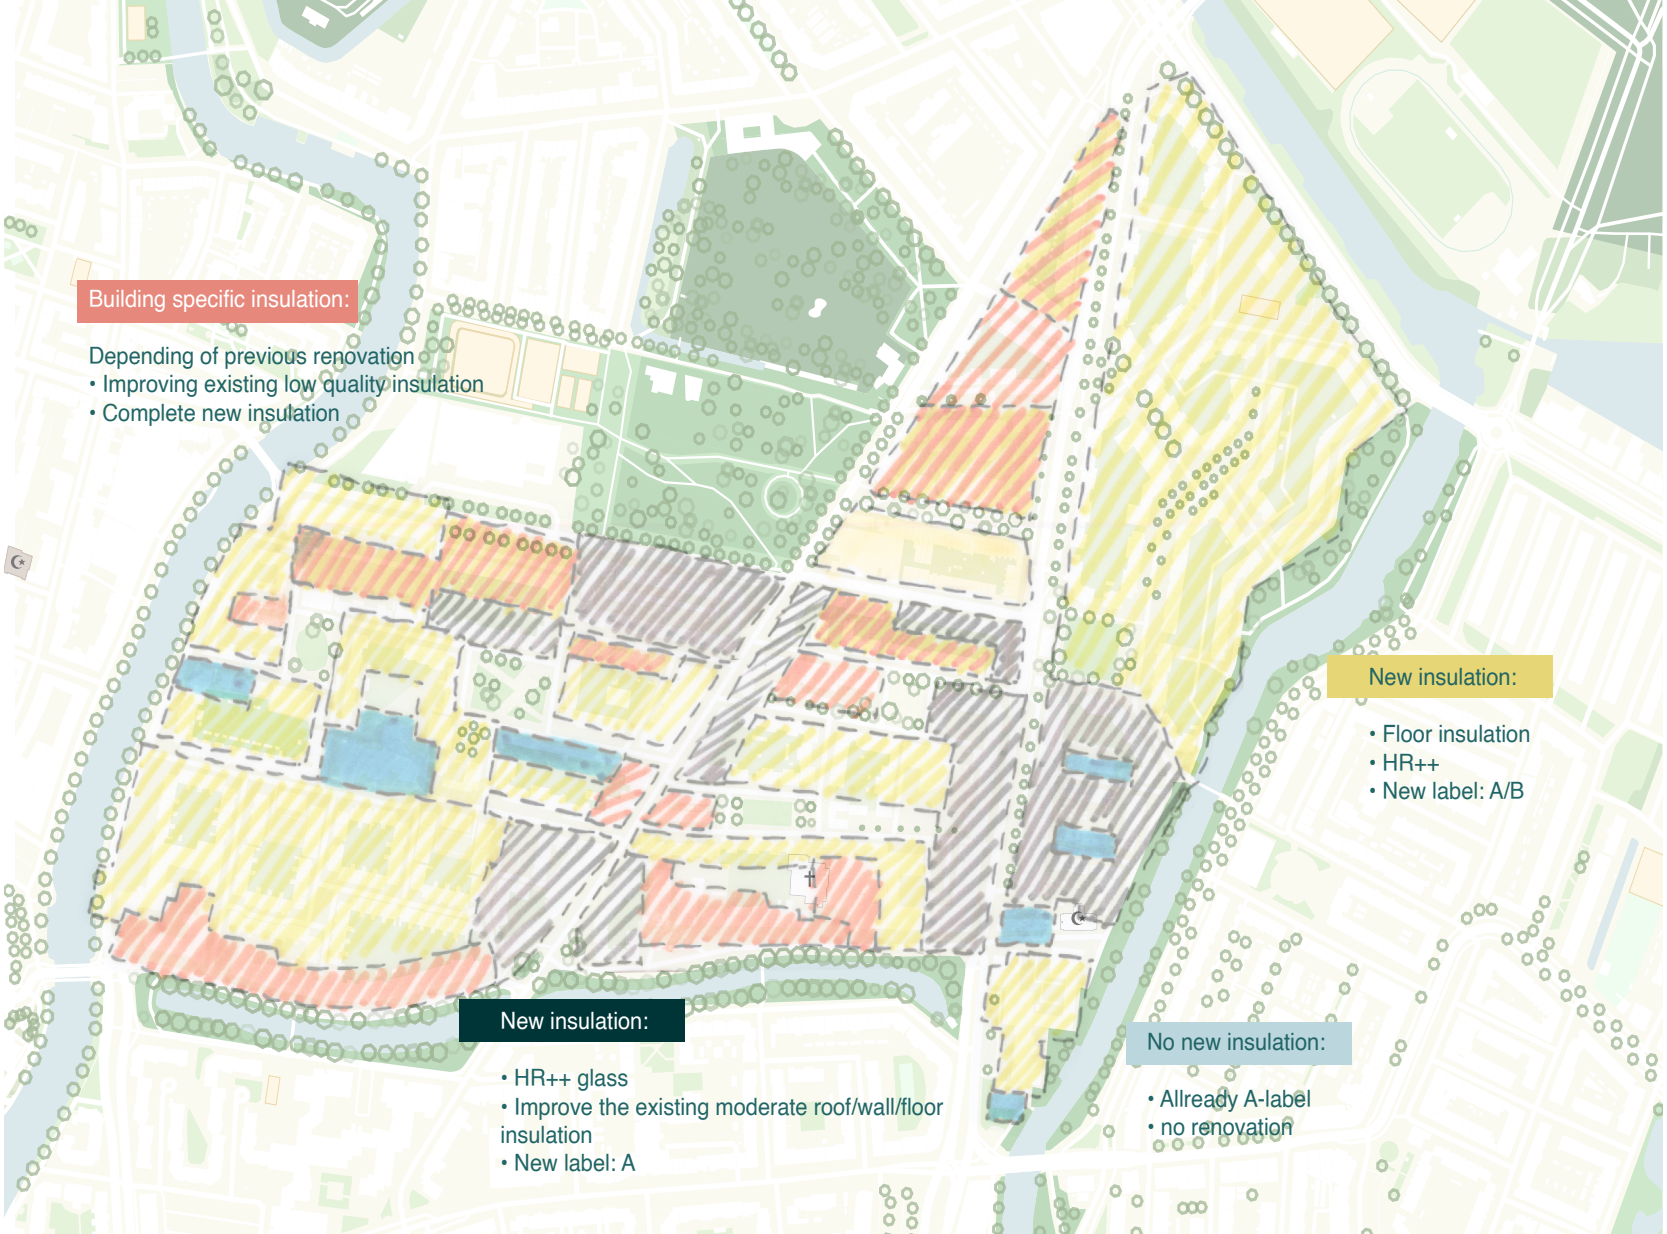 Building specific insulation:
Depending of previous renovation
• Improving existing low quality insulation
• Complete new insulation
New insulation:
• Floor insulation
• HR++
• New label: A/B
New insulation:
• HR++ glass
• Improve the existing moderate roof/wall/floor
insulation
• New label: A
No new insulation:
• Allready A-label
• no renovation